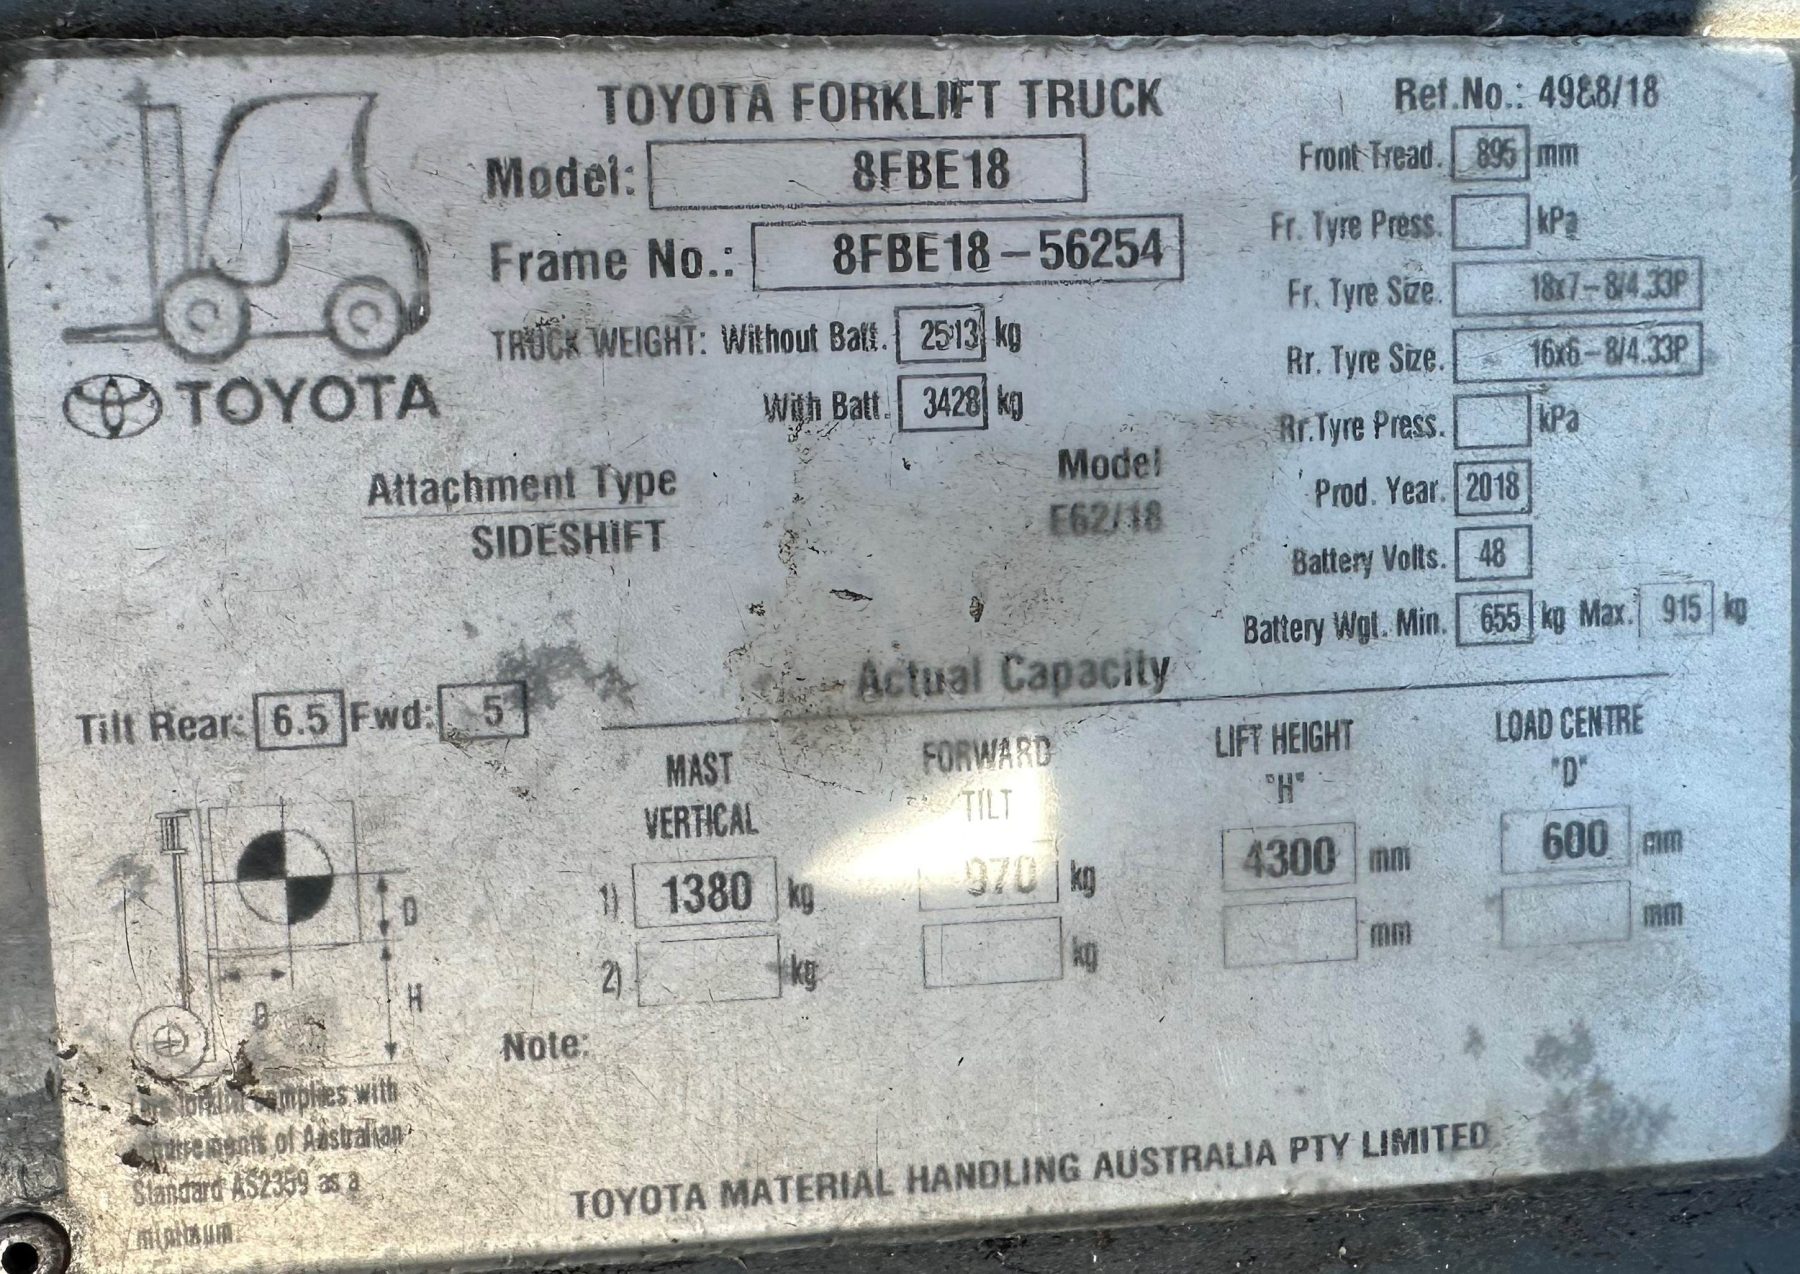 TOYOTA FORKLIFT TRUCK
Ref.No.: 4988/18
Model: 8FBE18
Front Tread. 895 mm
Frame No.: 8FBE18-56254
Fr. Tyre Press. kPa
Fr. Tyre Size. 18x7-8/4.33P
TRUCK WEIGHT: Without Batt. 2513 kg
Rr. Tyre Size. 16x6-8/4.33P
TOYOTA
With Batt. 3428 kg
Rr.Tyre Press. kPa
Attachment Type
Model
Prod. Year. 2018
SIDESHIFT
E62/18
Battery Volts. 48
Battery Wgt. Min. 655 kg Max. 915 kg
Actual Capacity
Tilt Rear: 6.5 Fwd: 5
MAST VERTICAL
FORWARD TILT
LIFT HEIGHT "H"
LOAD CENTRE "D"
1) 1380 kg 970 kg 4300 mm 600 mm
2) kg kg mm mm
D
H
Note:
forklift complies with
of Australian
Standard AS2359 as a
minimum.
TOYOTA MATERIAL HANDLING AUSTRALIA PTY LIMITED